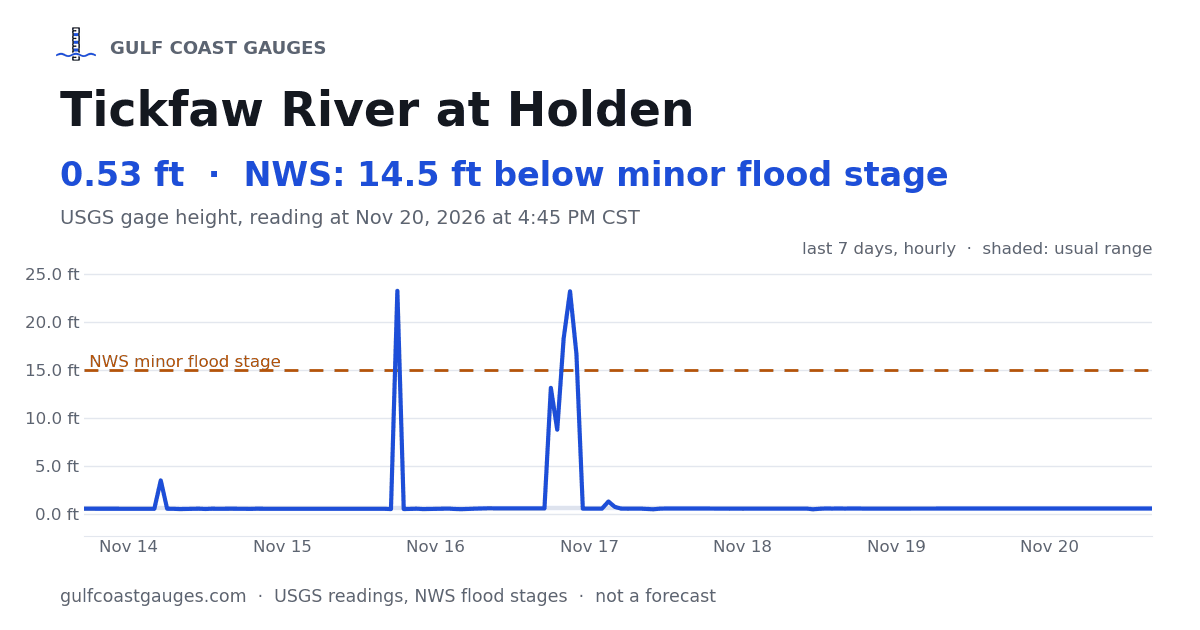 GULF COAST GAUGES
Tickfaw River at Holden
0.53 ft · NWS: 14.5 ft below minor flood stage
USGS gage height, reading at Nov 20, 2026 at 4:45 PM CST
last 7 days, hourly · shaded: usual range
25.0 ft
20.0 ft
NWS minor flood stage
15.0 ft
10.0 ft
5.0 ft
0.0 ft
Nov 14 Nov 15 Nov 16 Nov 17 Nov 18 Nov 19 Nov 20
gulfcoastgauges.com · USGS readings, NWS flood stages · not a forecast